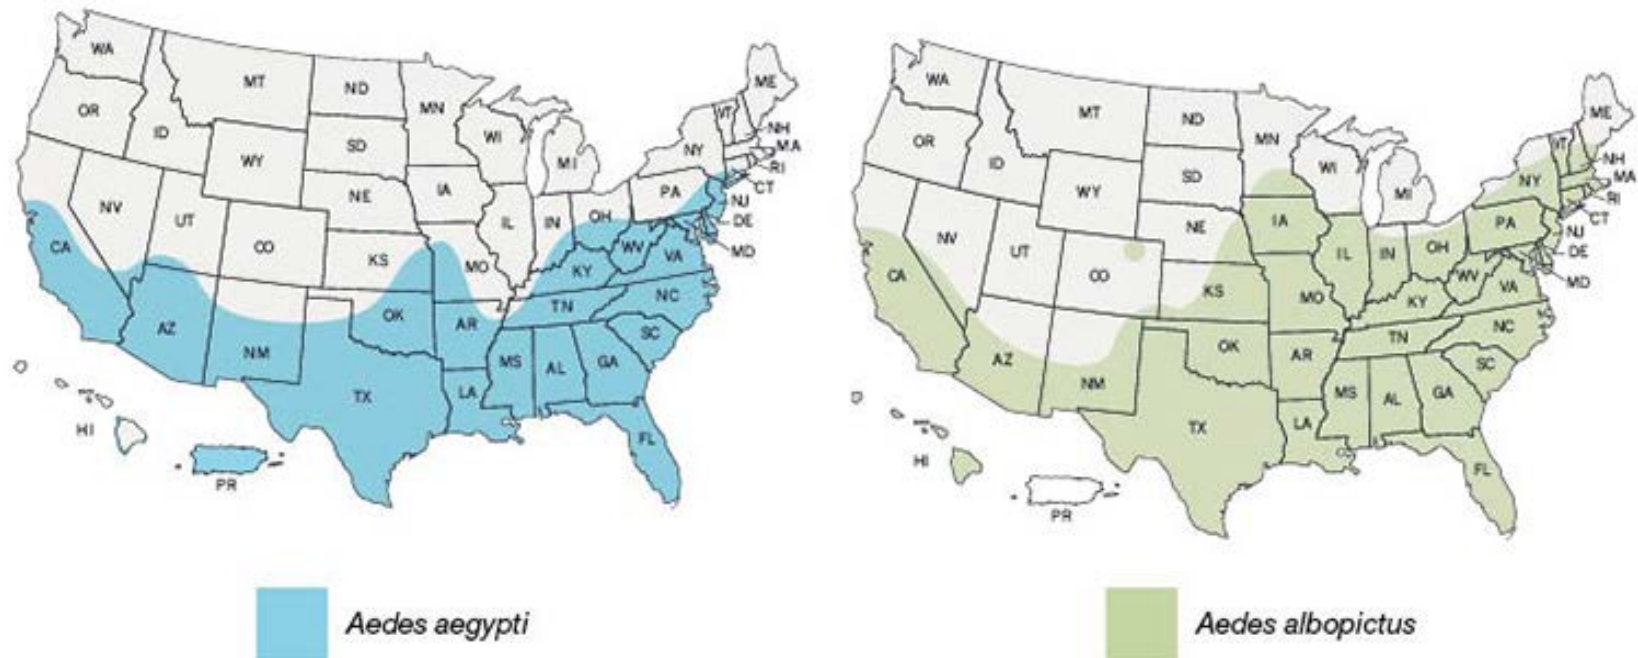 WA
MT
ND
MN
ME
OR
ID
WY
SD
WI
MI
VT
NH
MA
NY
RI
CT
NV
UT
NE
IA
PA
NJ
CA
CO
IL
IN
OH
DE
MD
KS
MO
WV
VA
KY
AZ
NM
OK
AR
TN
NC
SC
MS
AL
GA
TX
LA
FL
HI
PR
Aedes aegypti
WA
MT
ND
MN
ME
OR
ID
WY
SD
WI
MI
VT
NH
MA
NY
RI
CT
NV
UT
NE
IA
PA
NJ
CA
CO
IL
IN
OH
DE
MD
KS
MO
WV
VA
KY
AZ
NM
OK
AR
TN
NC
SC
MS
AL
GA
TX
LA
FL
HI
PR
Aedes albopictus